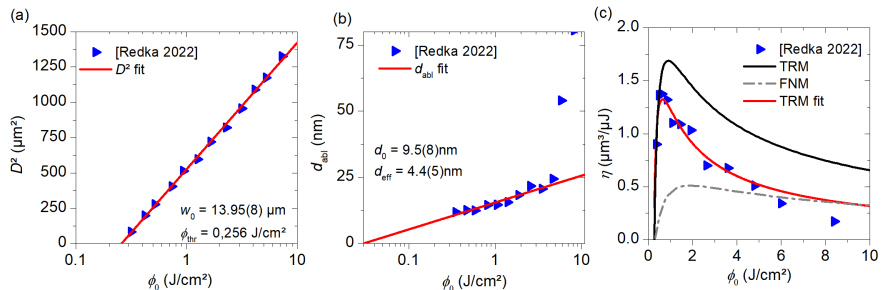 (a)
1500
1250
1000
750
500
250
0
D² (µm²)
[Redka 2022]
D² fit
w₀ = 13.95(8) µm
ϕthr = 0,256 J/cm²
0.1
1
10
ϕ₀ (J/cm²)
(b)
75
50
25
0
dabl (nm)
[Redka 2022]
dabl fit
d₀ = 9.5(8)nm
deff = 4.4(5)nm
0.1
1
10
ϕ₀ (J/cm²)
(c)
2.0
1.5
1.0
0.5
0.0
η (µm³/µJ)
[Redka 2022]
TRM
FNM
TRM fit
0
2
4
6
8
10
ϕ₀ (J/cm²)